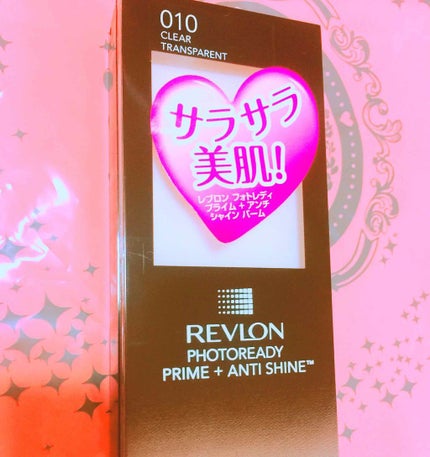 010
CLEAR
TRANSPARENT
サラサラ
美肌!
レブロン フォトレディ
プライム + アンチ
シャイン バーム
REVLON
PHOTOREADY
PRIME + ANTI SHINE™